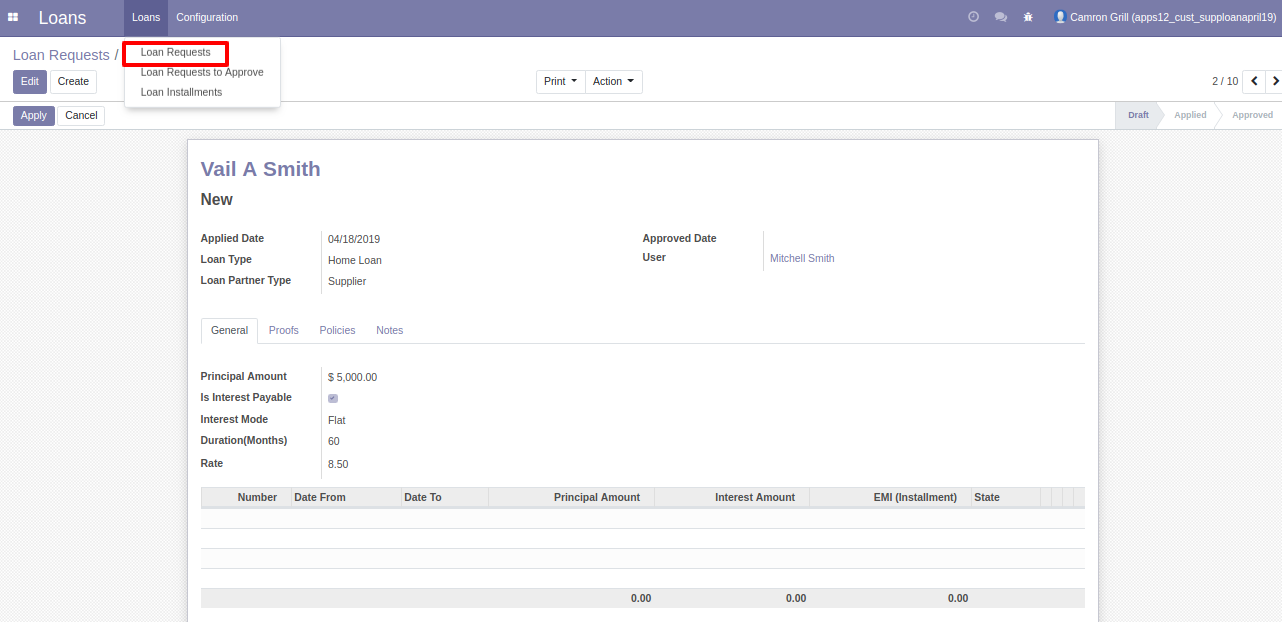 Loans Loans Configuration Camron Grill (apps12_cust_supploanapril19)
Loan Requests /
Loan Requests
Loan Requests to Approve
Loan Installments
Edit Create Print Action 2 / 10
Apply Cancel Draft Applied Approved
Vail A Smith
New
Applied Date 04/18/2019 Approved Date
Loan Type Home Loan User Mitchell Smith
Loan Partner Type Supplier
General Proofs Policies Notes
Principal Amount $ 5,000.00
Is Interest Payable
Interest Mode Flat
Duration(Months) 60
Rate 8.50
Number Date From Date To Principal Amount Interest Amount EMI (Installment) State
0.00 0.00 0.00